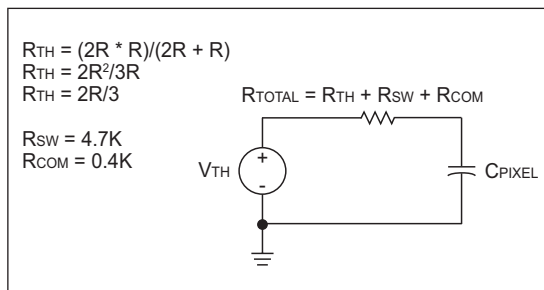 RTH = (2R * R)/(2R + R)
RTH = 2R²/3R
RTH = 2R/3
RSW = 4.7K
RCOM = 0.4K
RTOTAL = RTH + RSW + RCOM
VTH
+
-
CPIXEL